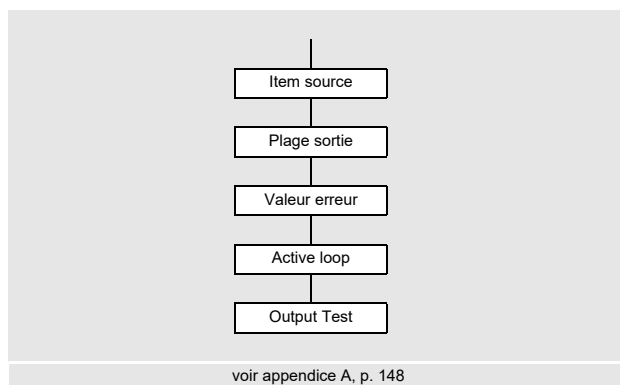 Item source
Plage sortie
Valeur erreur
Active loop
Output Test
voir appendice A, p. 148